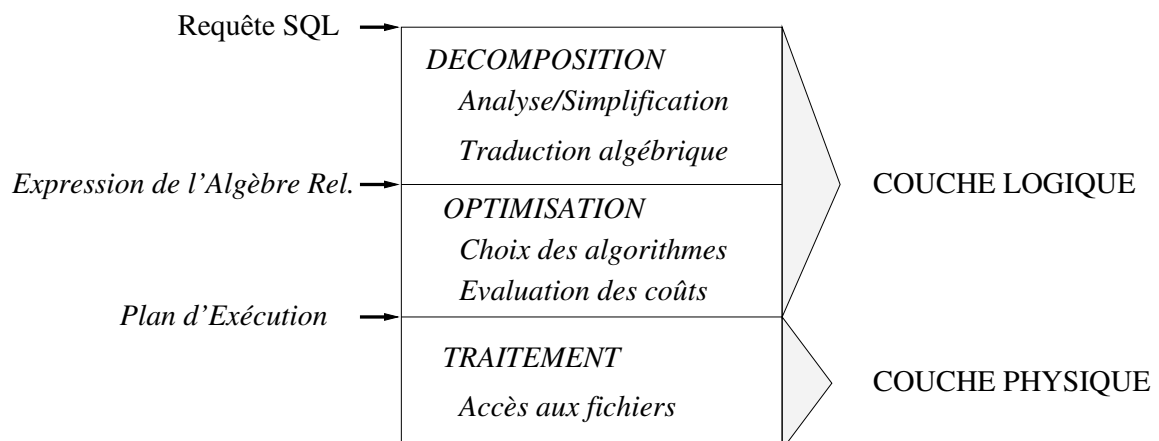 Requête SQL
DECOMPOSITION
Analyse/Simplification
Traduction algébrique
Expression de l'Algèbre Rel.
COUCHE LOGIQUE
OPTIMISATION
Choix des algorithmes
Evaluation des coûts
Plan d'Exécution
TRAITEMENT
COUCHE PHYSIQUE
Accès aux fichiers